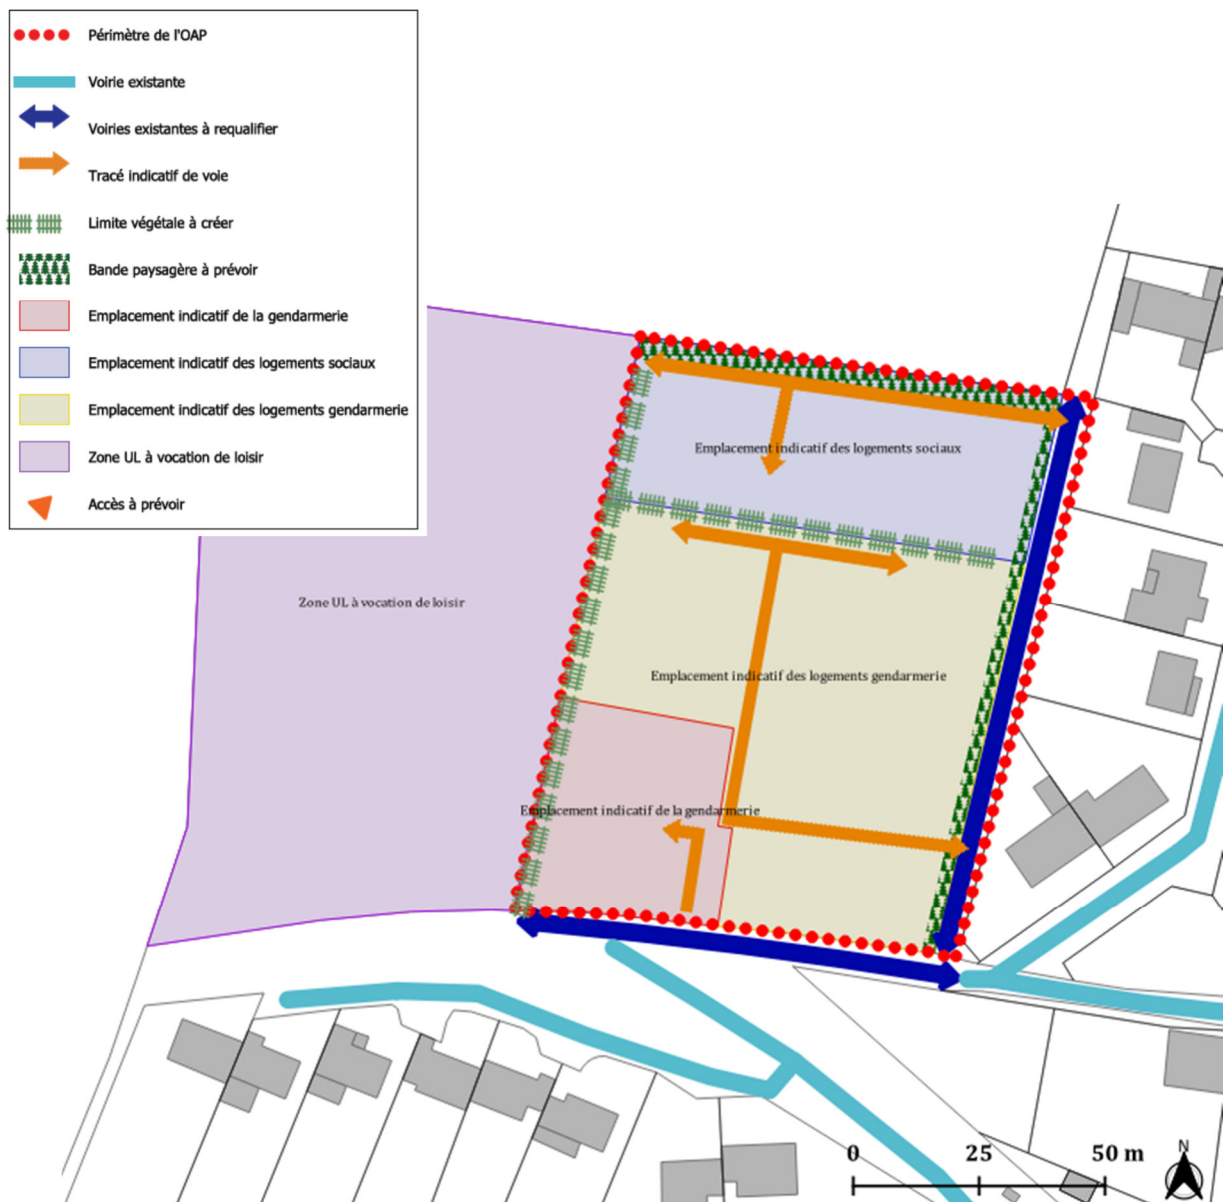 Périmètre de l'OAP
Voirie existante
Voiries existantes à requalifier
Tracé indicatif de voie
Limite végétale à créer
Bande paysagère à prévoir
Emplacement indicatif de la gendarmerie
Emplacement indicatif des logements sociaux
Emplacement indicatif des logements gendarmerie
Zone UL à vocation de loisir
Accès à prévoir
Emplacement indicatif des logements sociaux
Zone UL à vocation de loisir
Emplacement indicatif des logements gendarmerie
Emplacement indicatif de la gendarmerie
0 25 50 m
N